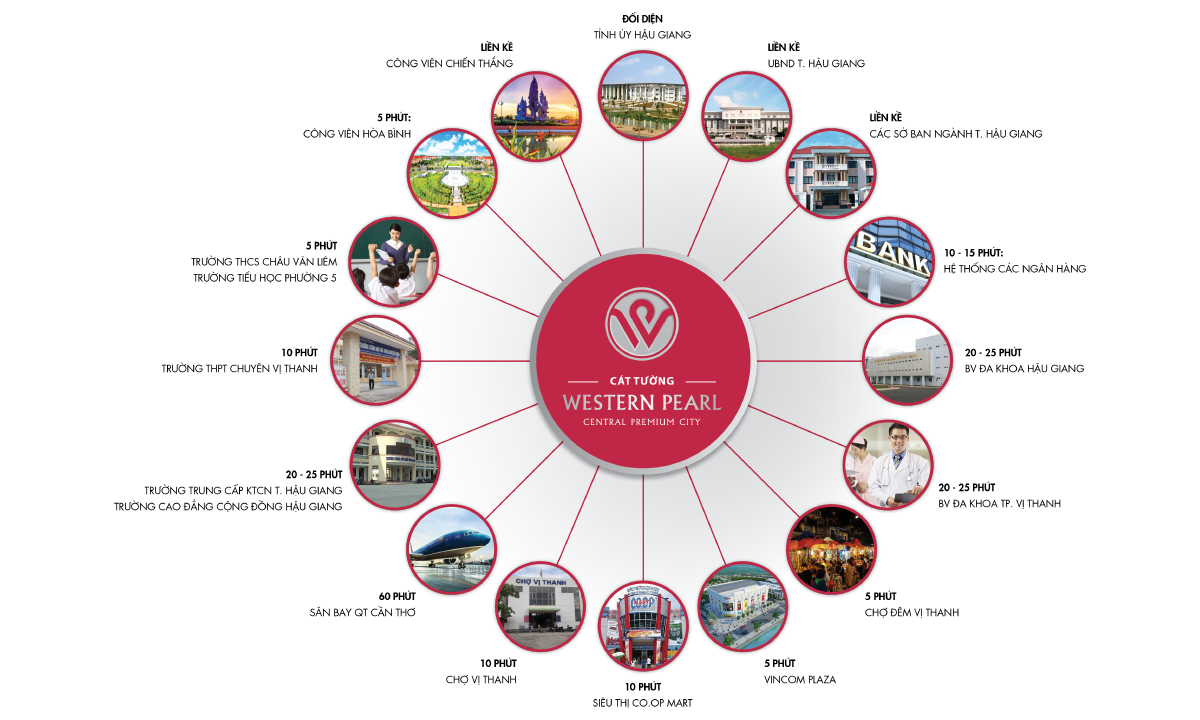 ĐỐI DIỆN
TỈNH ỦY HẬU GIANG
LIỀN KỀ
UBND T. HẬU GIANG
LIỀN KỀ
CÁC SỞ BAN NGÀNH T. HẬU GIANG
BANK
10 - 15 PHÚT:
HỆ THỐNG CÁC NGÂN HÀNG
20 - 25 PHÚT
BV ĐA KHOA HẬU GIANG
20 - 25 PHÚT
BV ĐA KHOA TP. VỊ THANH
5 PHÚT
CHỢ ĐÊM VỊ THANH
5 PHÚT
VINCOM PLAZA
CO.OP
10 PHÚT
SIÊU THỊ CO.OP MART
CHỢ VỊ THANH
10 PHÚT
CHỢ VỊ THANH
60 PHÚT
SÂN BAY QT CẦN THƠ
20 - 25 PHÚT
TRƯỜNG TRUNG CẤP KTCN T. HẬU GIANG
TRƯỜNG CAO ĐẲNG CỘNG ĐỒNG HẬU GIANG
10 PHÚT
TRƯỜNG THPT CHUYÊN VỊ THANH
5 PHÚT
TRƯỜNG THCS CHÂU VĂN LIÊM
TRƯỜNG TIỂU HỌC PHƯỜNG 5
5 PHÚT:
CÔNG VIÊN HÒA BÌNH
LIỀN KỀ
CÔNG VIÊN CHIẾN THẮNG
CÁT TƯỜNG
WESTERN PEARL
CENTRAL PREMIUM CITY